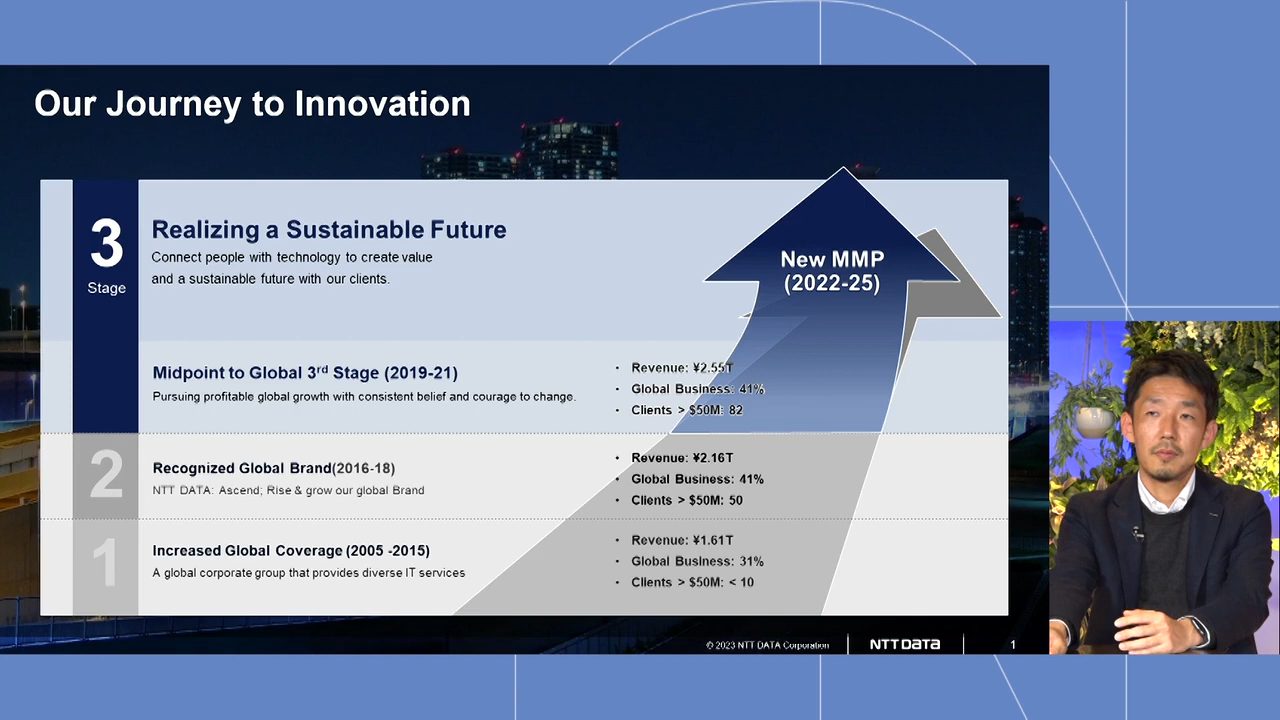 Our Journey to Innovation
3
Stage
Realizing a Sustainable Future
Connect people with technology to create value
and a sustainable future with our clients.
New MMP
(2022-25)
Midpoint to Global 3rd Stage (2019-21)
Pursuing profitable global growth with consistent belief and courage to change.
• Revenue: ¥2.55T
• Global Business: 41%
• Clients > $50M: 82
2
Recognized Global Brand(2016-18)
NTT DATA: Ascend; Rise & grow our global Brand
• Revenue: ¥2.16T
• Global Business: 41%
• Clients > $50M: 50
1
Increased Global Coverage (2005 -2015)
A global corporate group that provides diverse IT services
• Revenue: ¥1.61T
• Global Business: 31%
• Clients > $50M: < 10
© 2023 NTT DATA Corporation
NTT DATA
1